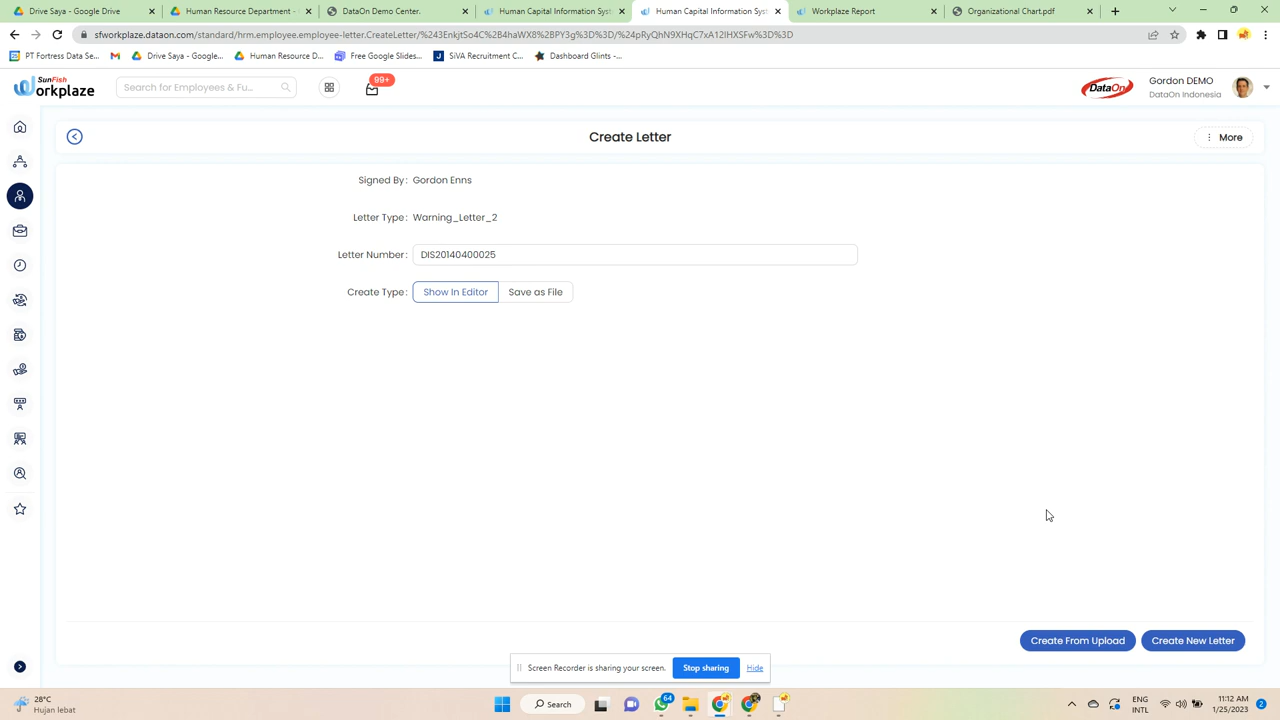 Drive Saya - Google Drive
Human Resource Department -
DataOn Demo Center.
Human Capital Information Syst
Human Capital Information Syst
Workplaze Report
Organizational Chart.pdf
sfworkplaze.dataon.com/standard/hrm.employee.employee-letter.CreateLetter/%243EnkjtSo4C%2B4haWX8%2BPY3g%3D%3D/%24pRyQhN9XHqC7xA12IHXSFw%3D%3D
PT Fortress Data Se...
Drive Saya - Google...
Human Resource D...
Free Google Slides...
SiVA Recruitment C...
Dashboard Glints -...
SunFish
orkplaze
Search for Employees & Fu...
99+
DataOn
Gordon DEMO
DataOn Indonesia
Create Letter
More
Signed By : Gordon Enns
Letter Type : Warning_Letter_2
Letter Number : DIS20140400025
Create Type : Show In Editor Save as File
Create From Upload
Create New Letter
Screen Recorder is sharing your screen.
Stop sharing
Hide
28°C
Hujan lebat
Search
64
ENG
INTL
11:12 AM
1/25/2023
2